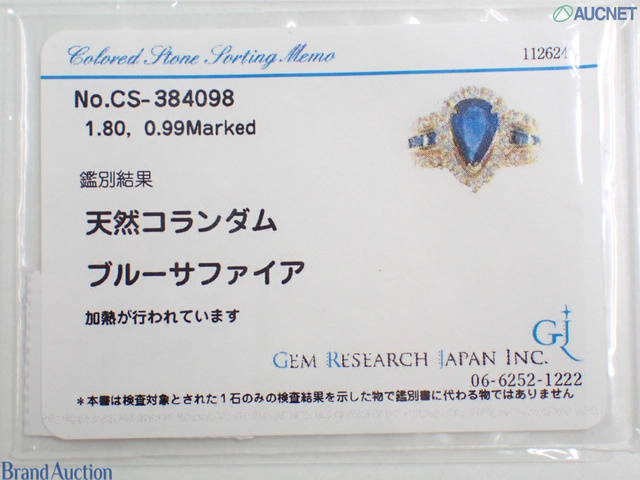 AUCNET
Colored Stone Sorting Memo 112624
No.CS-384098
1.80, 0.99Marked
鑑別結果
天然コランダム
ブルーサファイア
加熱が行われています
GJ
GEM RESEARCH JAPAN INC.
06-6252-1222
*本書は検査対象とされた1石のみの検査結果を示した物で鑑別書に代わる物ではありません
Brand Auction